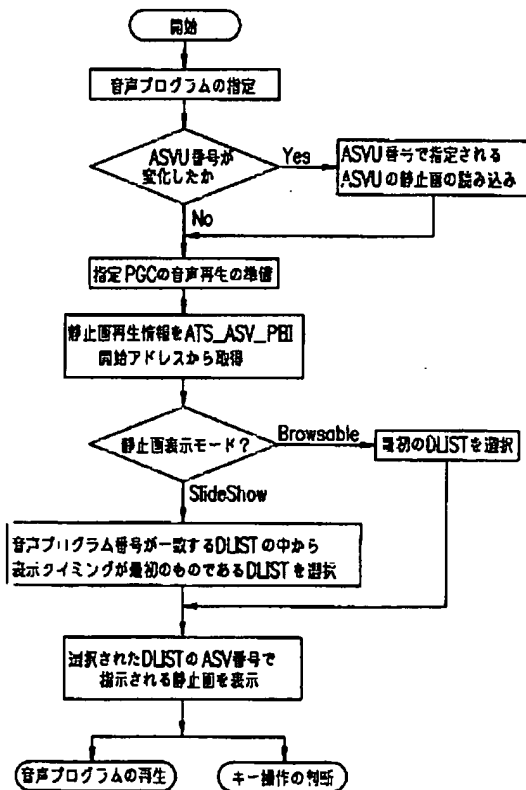 開始
音声プログラムの指定
ASVU番号が
変化したか
Yes
ASVU番号で指定される
ASVUの静止画の読み込み
No
指定PGCの音声再生の準備
静止画再生情報をATS_ASV_PBI
開始アドレスから取得
静止画表示モード?
Browsable
最初のDLISTを選択
SlideShow
音声プログラム番号が一致するDLISTの中から
表示タイミングが最初のものであるDLISTを選択
選択されたDLISTのASV番号で
指示される静止画を表示
音声プログラムの再生
キー操作の判断